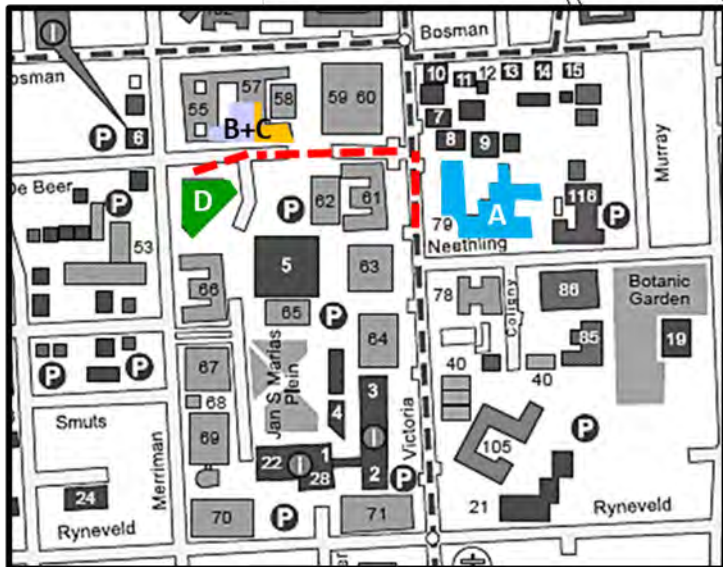 Bosman
osman
57
58
55
B+C
59 60
10
11
12
13
14
15
7
8
9
6
P
De Beer
P
53
D
P
62
61
79
A
116
P
Neethling
Murray
66
5
63
65
P
78
Coligny
86
Botanic
Garden
85
19
64
67
Jan S Marias
Plein
68
69
40
40
P
P
Smuts
24
Merriman
4
3
1
22
28
2
Victoria
P
105
P
21
Ryneveld
Ryneveld
70
P
71